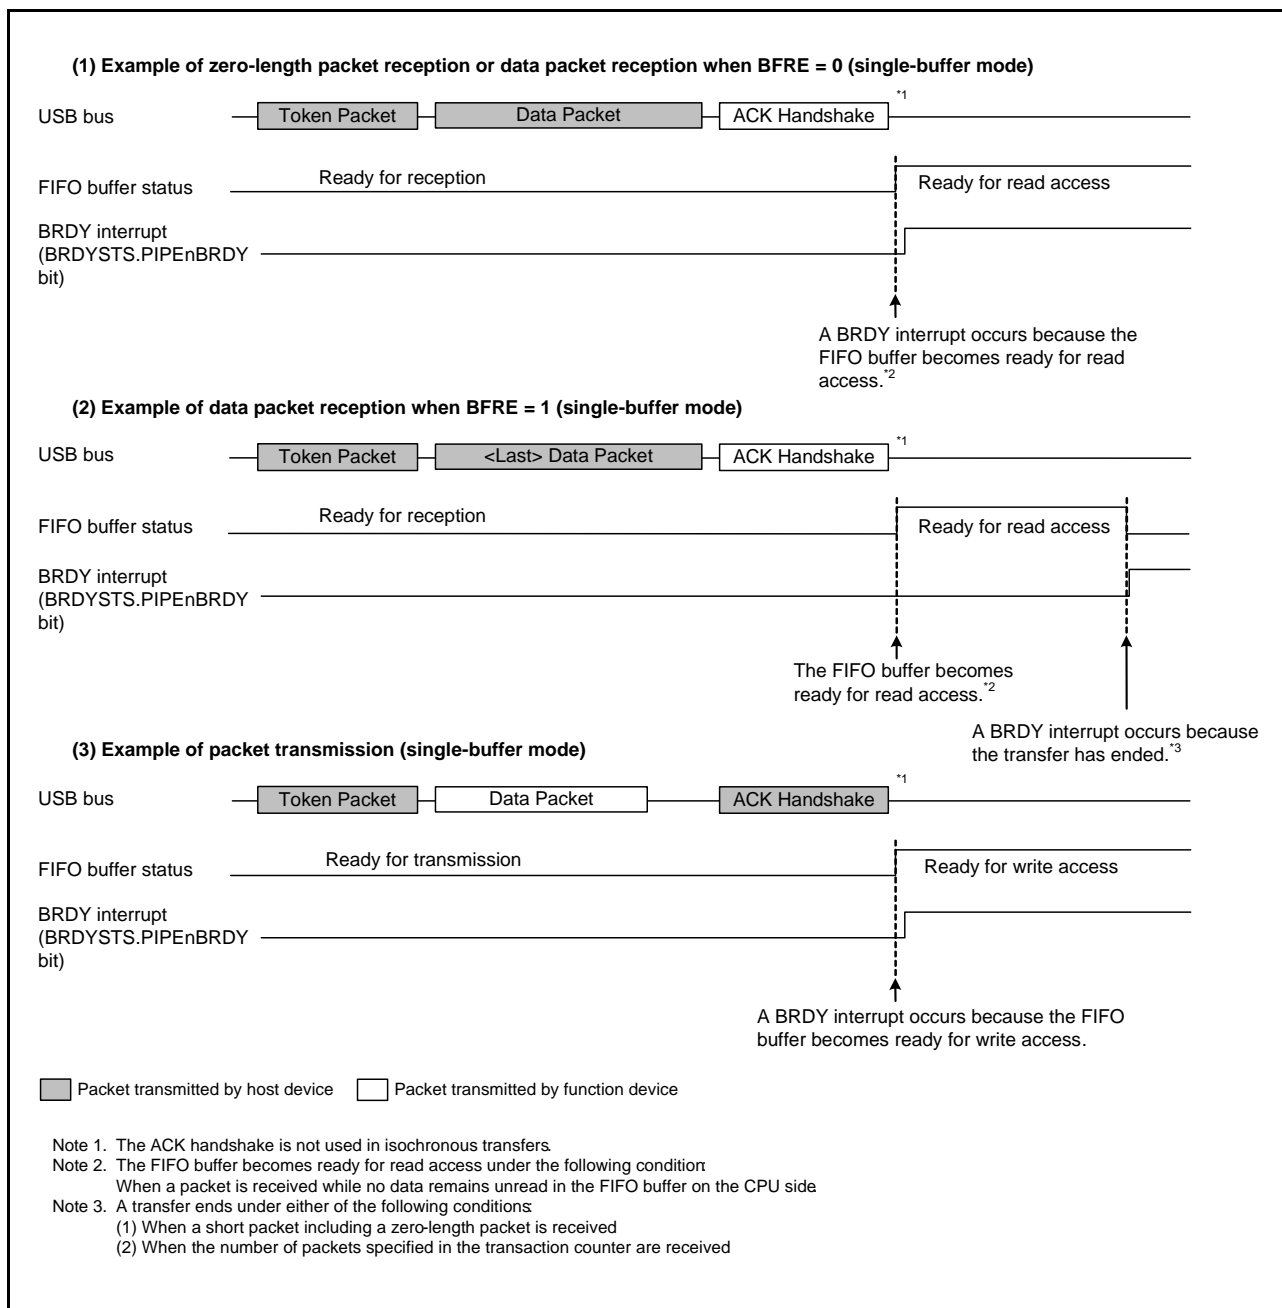 (1) Example of zero-length packet reception or data packet reception when BFRE = 0 (single-buffer mode)
USB bus
Token Packet
Data Packet
ACK Handshake
*1
FIFO buffer status
Ready for reception
Ready for read access
BRDY interrupt
(BRDYSTS.PIPEnBRDY
bit)
A BRDY interrupt occurs because the
FIFO buffer becomes ready for read
access.*2
(2) Example of data packet reception when BFRE = 1 (single-buffer mode)
USB bus
Token Packet
<Last> Data Packet
ACK Handshake
*1
FIFO buffer status
Ready for reception
Ready for read access
BRDY interrupt
(BRDYSTS.PIPEnBRDY
bit)
The FIFO buffer becomes
ready for read access.*2
A BRDY interrupt occurs because
the transfer has ended.*3
(3) Example of packet transmission (single-buffer mode)
USB bus
Token Packet
Data Packet
ACK Handshake
*1
FIFO buffer status
Ready for transmission
Ready for write access
BRDY interrupt
(BRDYSTS.PIPEnBRDY
bit)
A BRDY interrupt occurs because the FIFO
buffer becomes ready for write access.
Packet transmitted by host device
Packet transmitted by function device
Note 1. The ACK handshake is not used in isochronous transfers.
Note 2. The FIFO buffer becomes ready for read access under the following condition:
When a packet is received while no data remains unread in the FIFO buffer on the CPU side.
Note 3. A transfer ends under either of the following conditions:
(1) When a short packet including a zero-length packet is received
(2) When the number of packets specified in the transaction counter are received